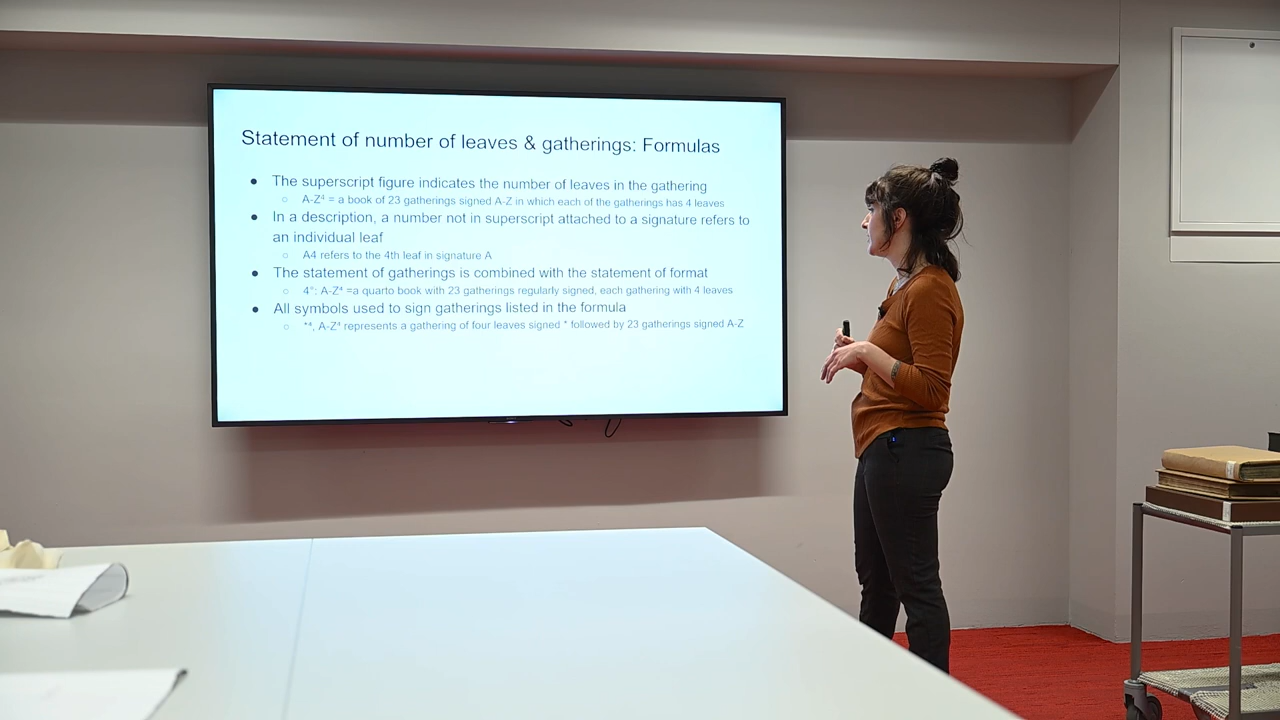 Statement of number of leaves & gatherings: Formulas
● The superscript figure indicates the number of leaves in the gathering
○ A-Z⁴ = a book of 23 gatherings signed A-Z in which each of the gatherings has 4 leaves
● In a description, a number not in superscript attached to a signature refers to
an individual leaf
○ A4 refers to the 4th leaf in signature A
● The statement of gatherings is combined with the statement of format
○ 4°: A-Z⁴ =a quarto book with 23 gatherings regularly signed, each gathering with 4 leaves
● All symbols used to sign gatherings listed in the formula
○ *⁴, A-Z⁴ represents a gathering of four leaves signed * followed by 23 gatherings signed A-Z